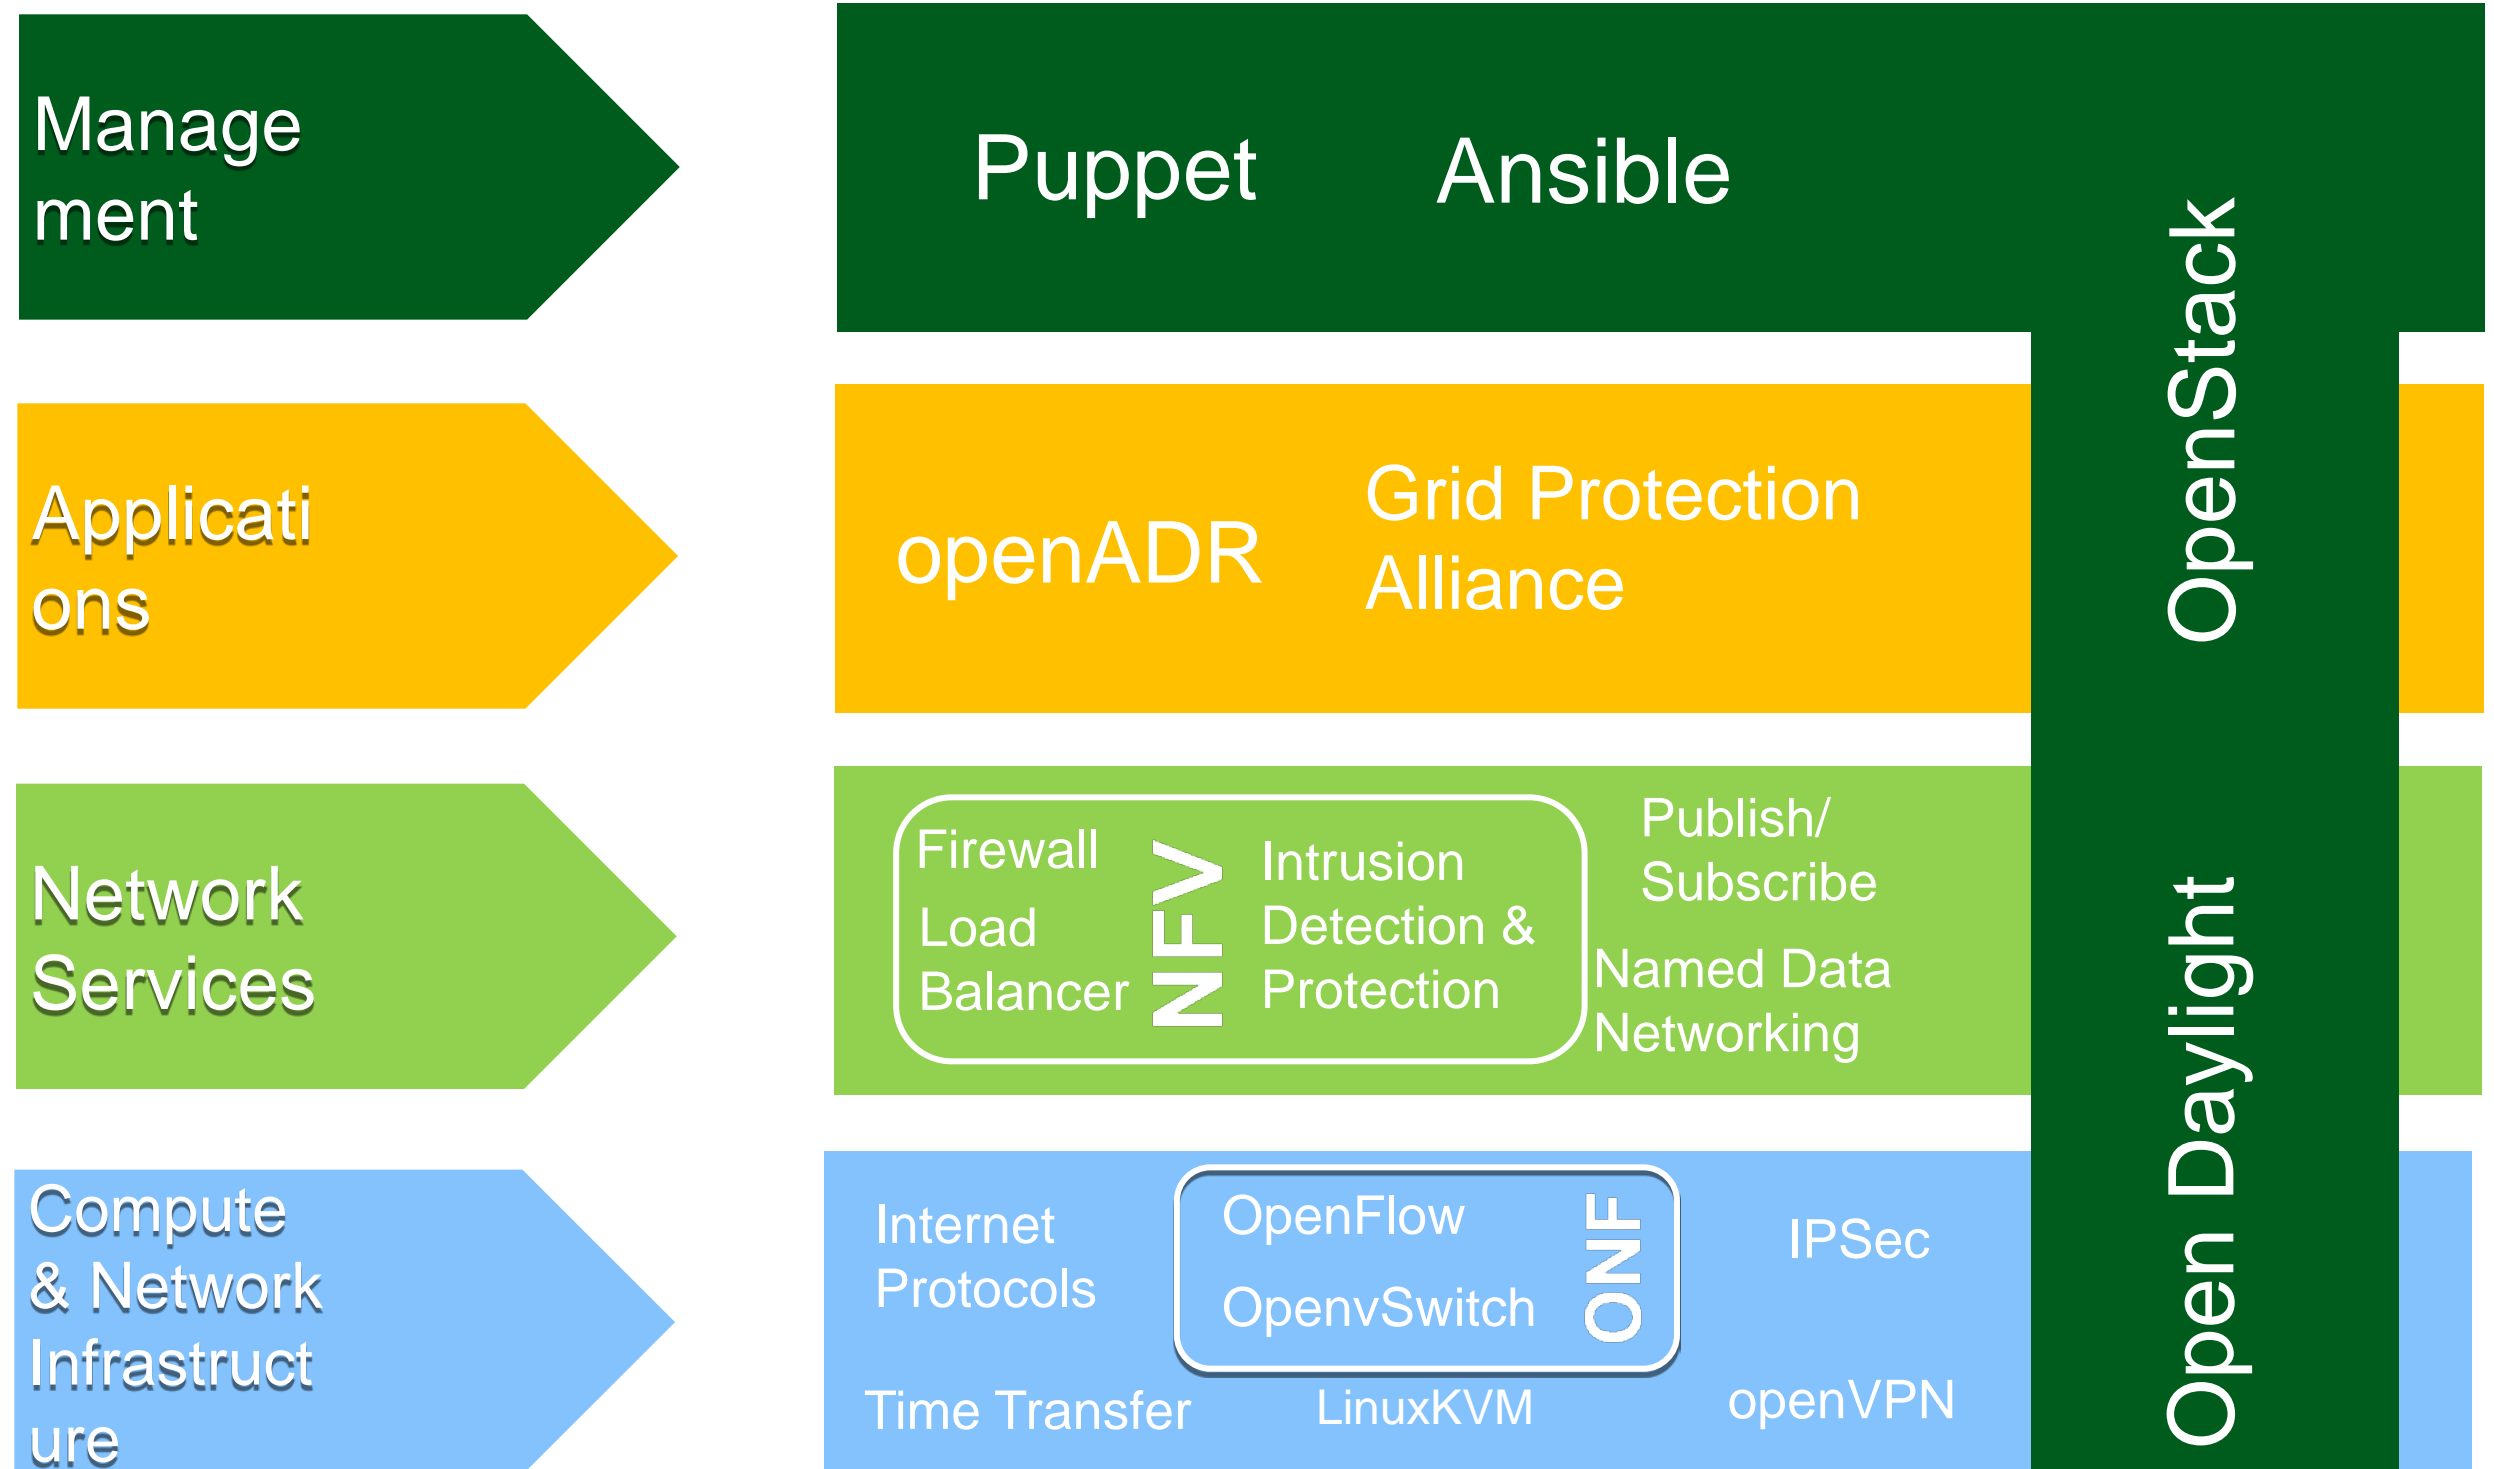 Manage
ment
Puppet
Ansible
Applicati
ons
openADR
Grid Protection
Alliance
Network
Services
Firewall
Load
Balancer
NFV
Intrusion
Detection &
Protection
Publish/
Subscribe
Named Data
Networking
Compute
& Network
Infrastruct
ure
Internet
Protocols
OpenFlow
OpenvSwitch
ONF
IPSec
Time Transfer
LinuxKVM
openVPN
Open Daylight
OpenStack